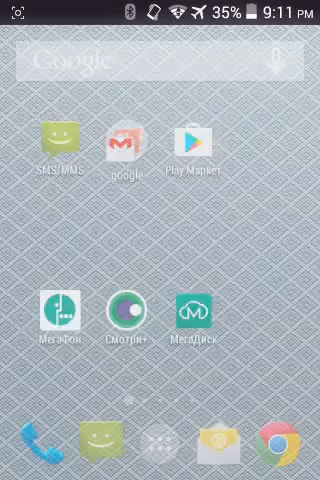 35% 9:11 PM
Google
SMS/MMS
.google
Play Маркет
МегаФон
Смотри+
МегаДиск